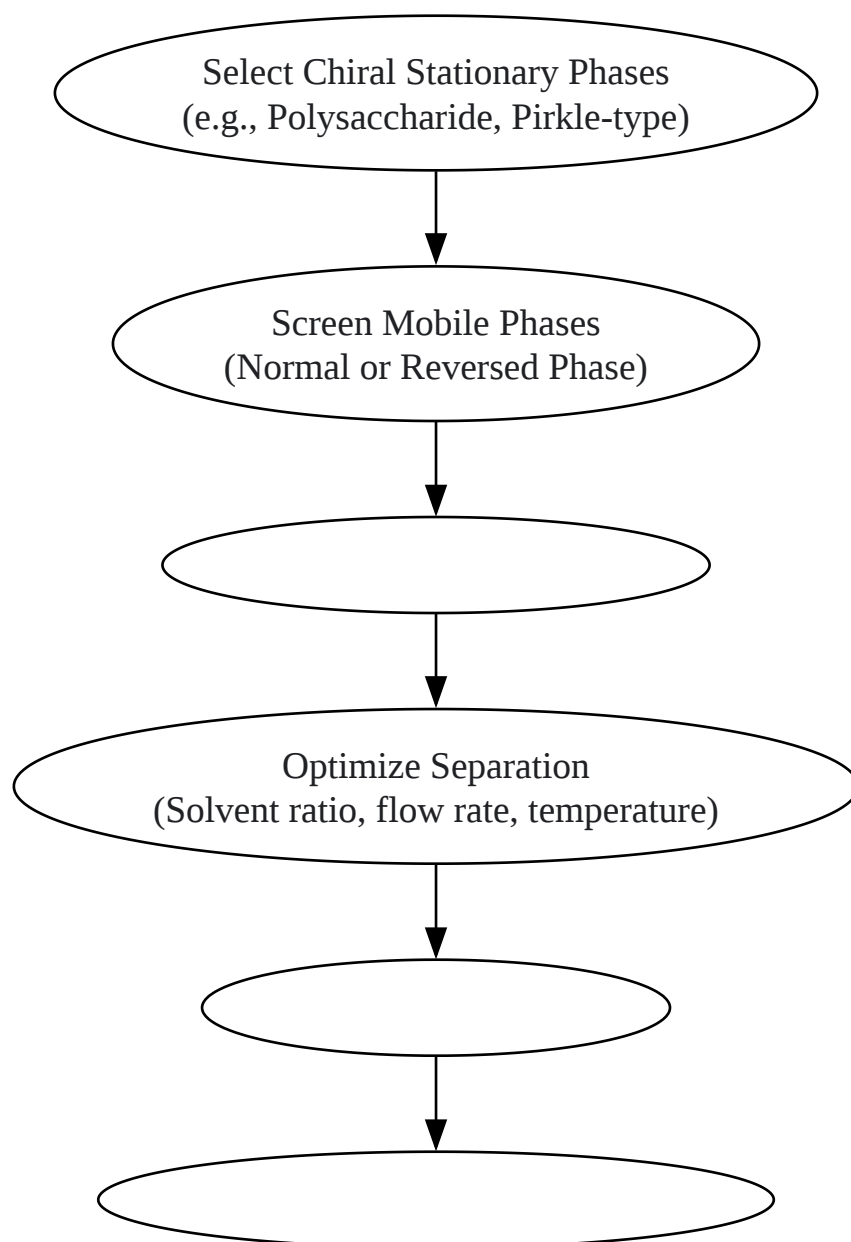 Select Chiral Stationary Phases
(e.g., Polysaccharide, Pirkle-type)
Screen Mobile Phases
(Normal or Reversed Phase)
Optimize Separation
(Solvent ratio, flow rate, temperature)